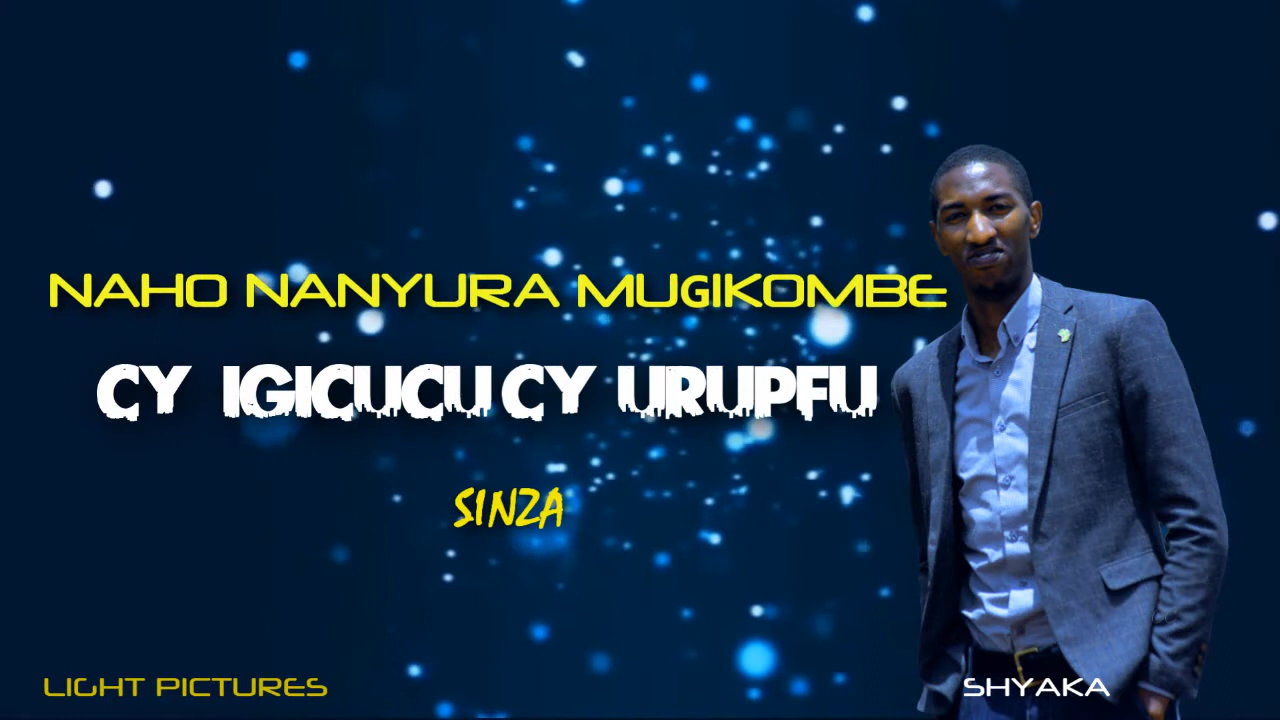 NAHO NANYURA MUGIKOMBE
CY IGICUCU CY URUPFU
SINZA
LIGHT PICTURES
SHYAKA